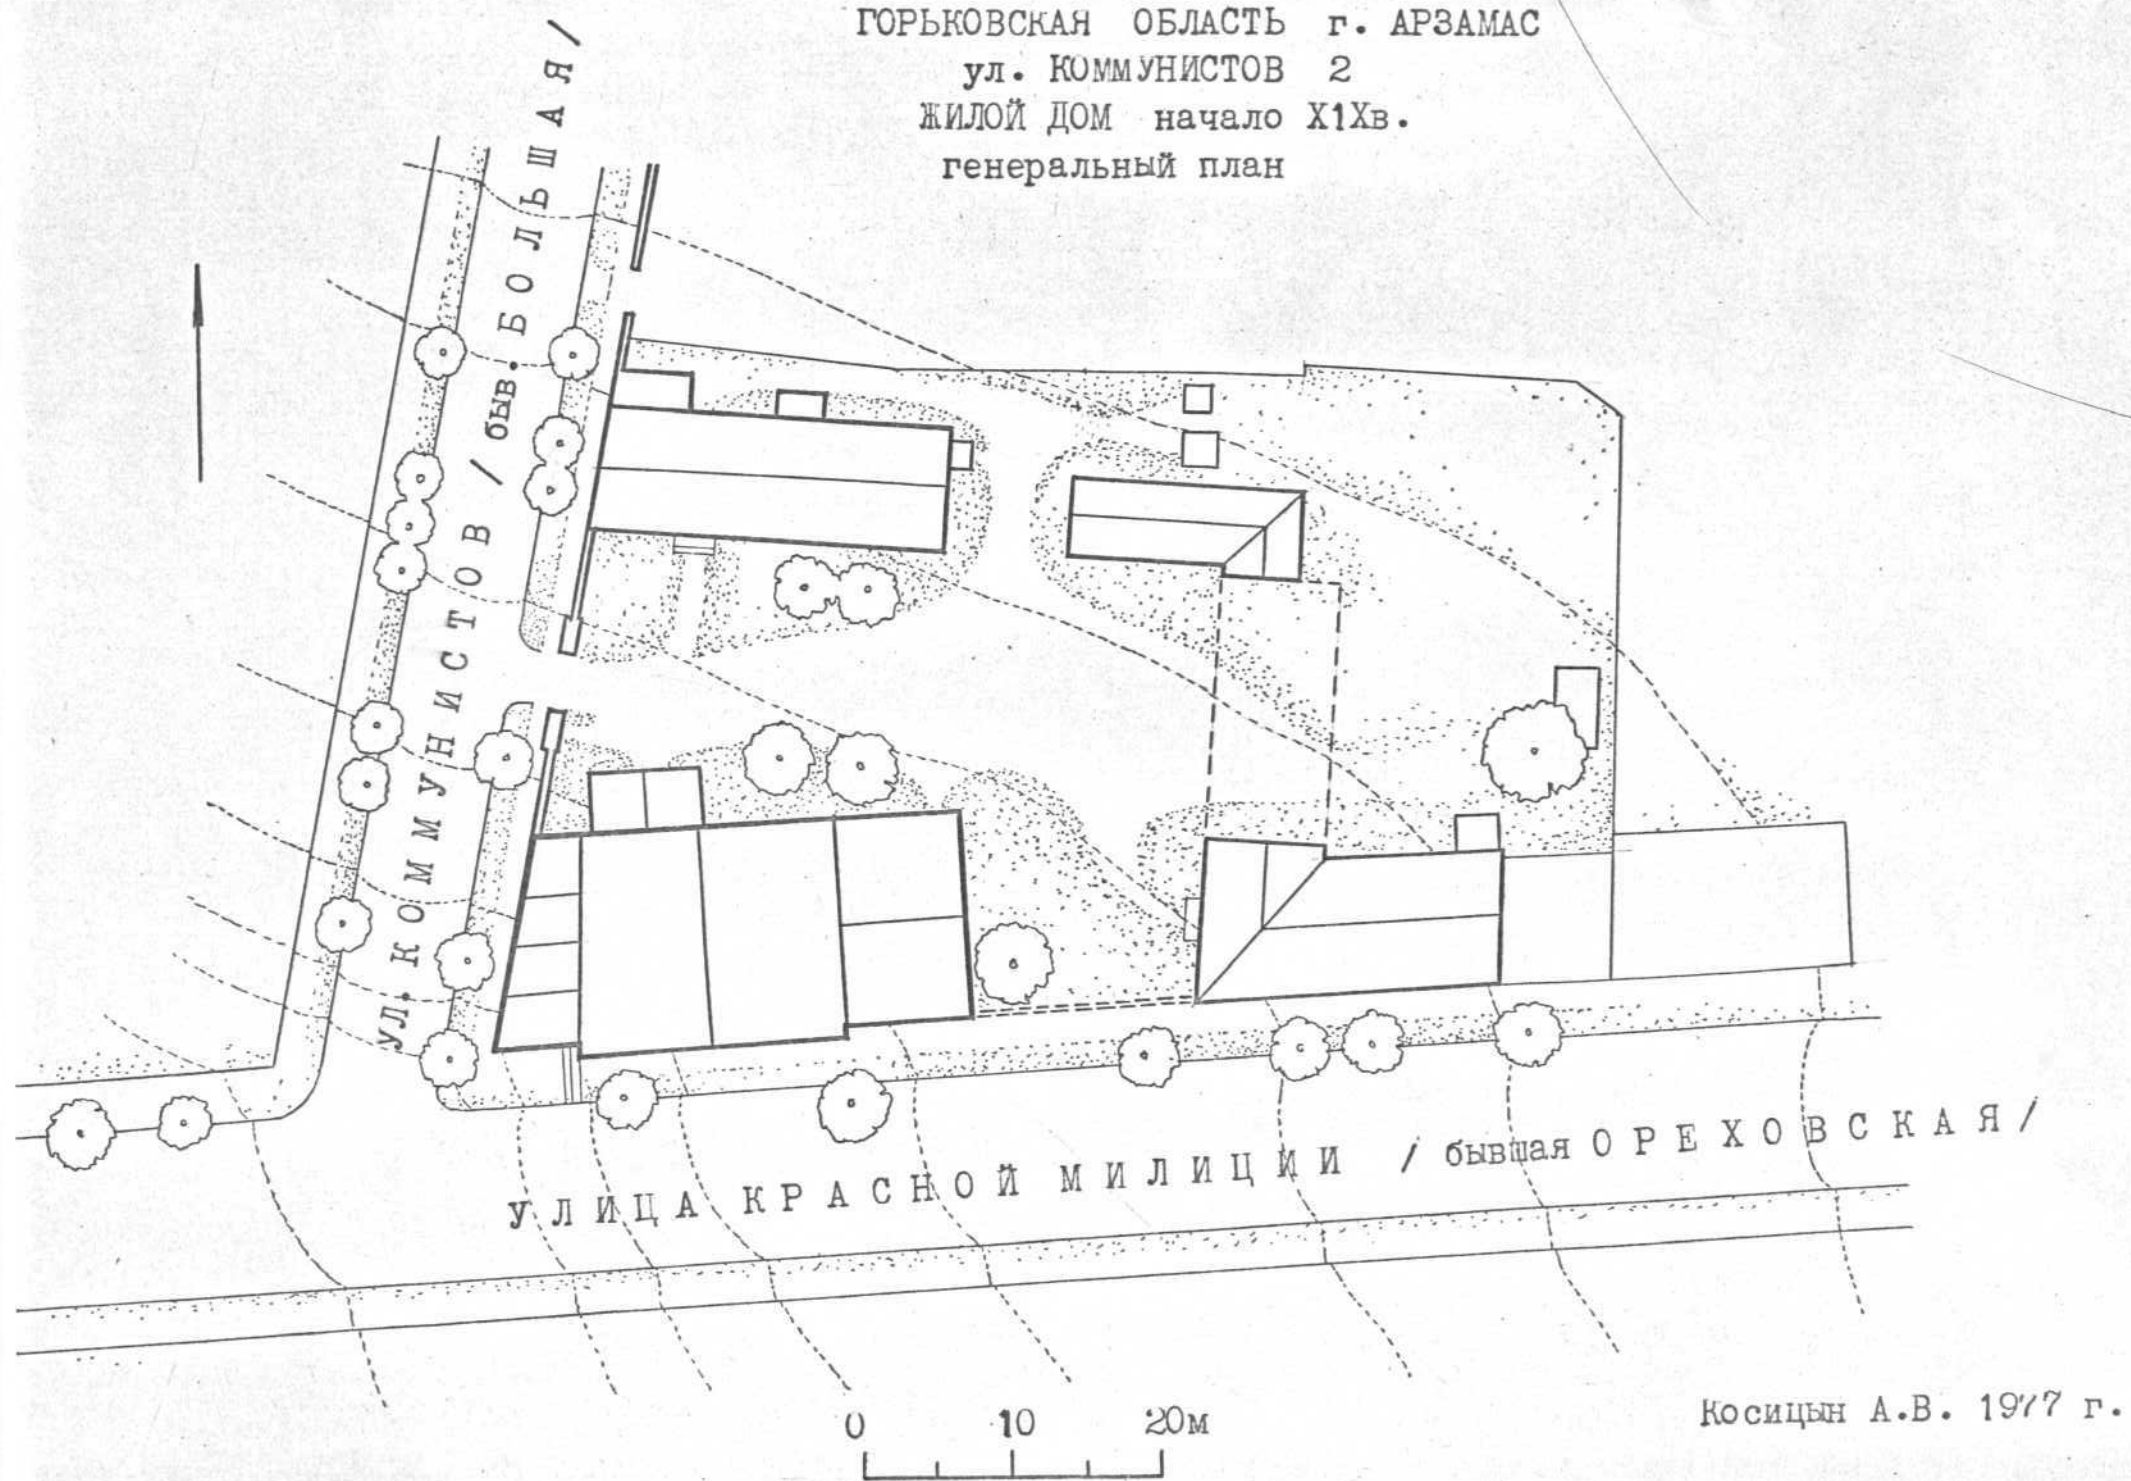 ГОРЬКОВСКАЯ ОБЛАСТЬ г. АРЗАМАС
ул. КОММУНИСТОВ 2
ЖИЛОЙ ДОМ начало Х1Хв.
генеральный план
УЛ. КОММУНИСТОВ / быв. БОЛЬШАЯ/
УЛИЦА КРАСНОЙ МИЛИЦИИ / бывшая ОРЕХОВСКАЯ/
0 10 20м
Косицын А.В. 1977 г.